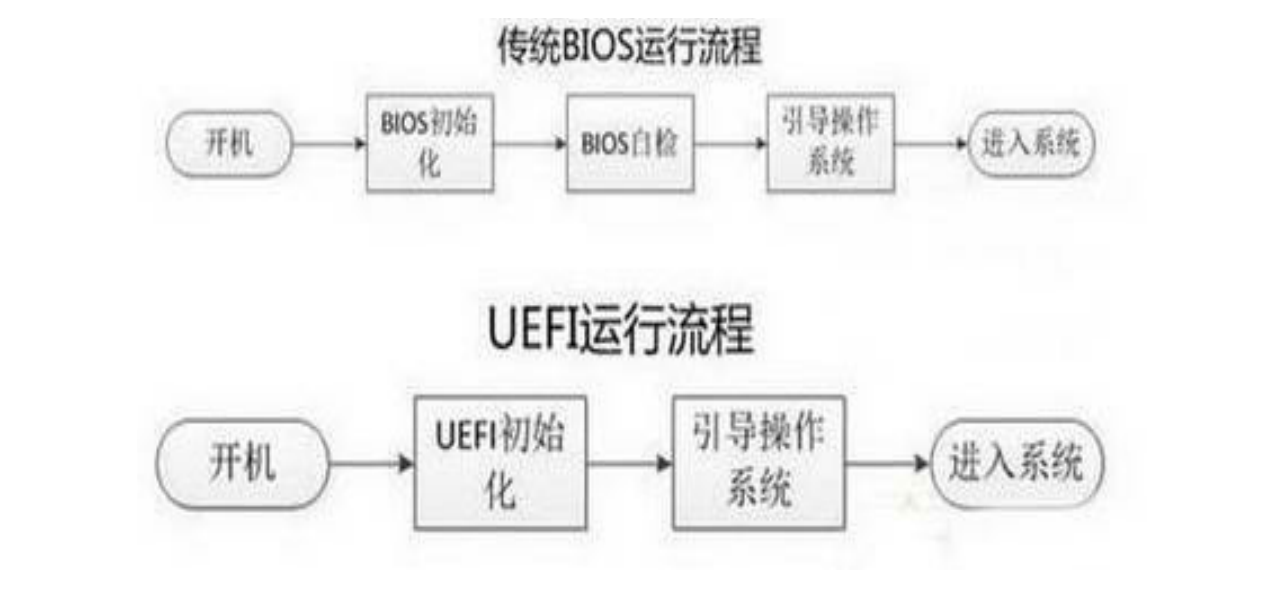 传统BIOS运行流程
开机
BIOS初始
化
BIOS自检
引导操作
系统
进入系统
UEFI运行流程
开机
UEFI初始
化
引导操作
系统
进入系统